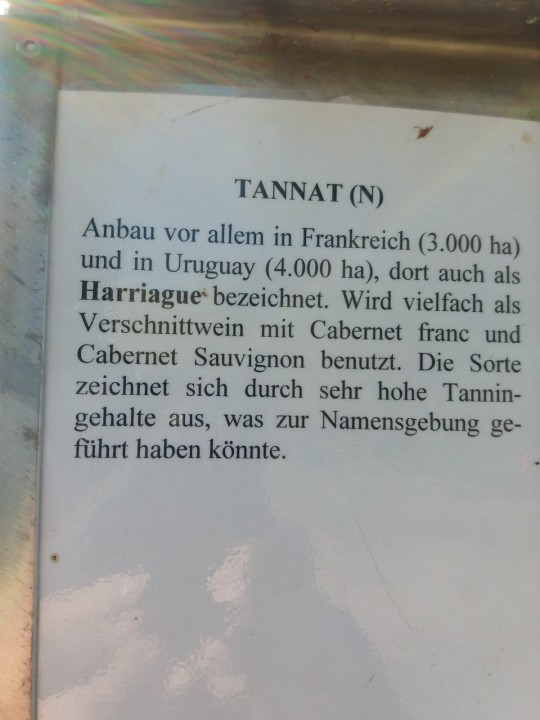 TANNAT (N)
Anbau vor allem in Frankreich (3.000 ha)
und in Uruguay (4.000 ha), dort auch als
Harriague bezeichnet. Wird vielfach als
Verschnittwein mit Cabernet franc und
Cabernet Sauvignon benutzt. Die Sorte
zeichnet sich durch sehr hohe Tannin-
gehalte aus, was zur Namensgebung ge-
führt haben könnte.